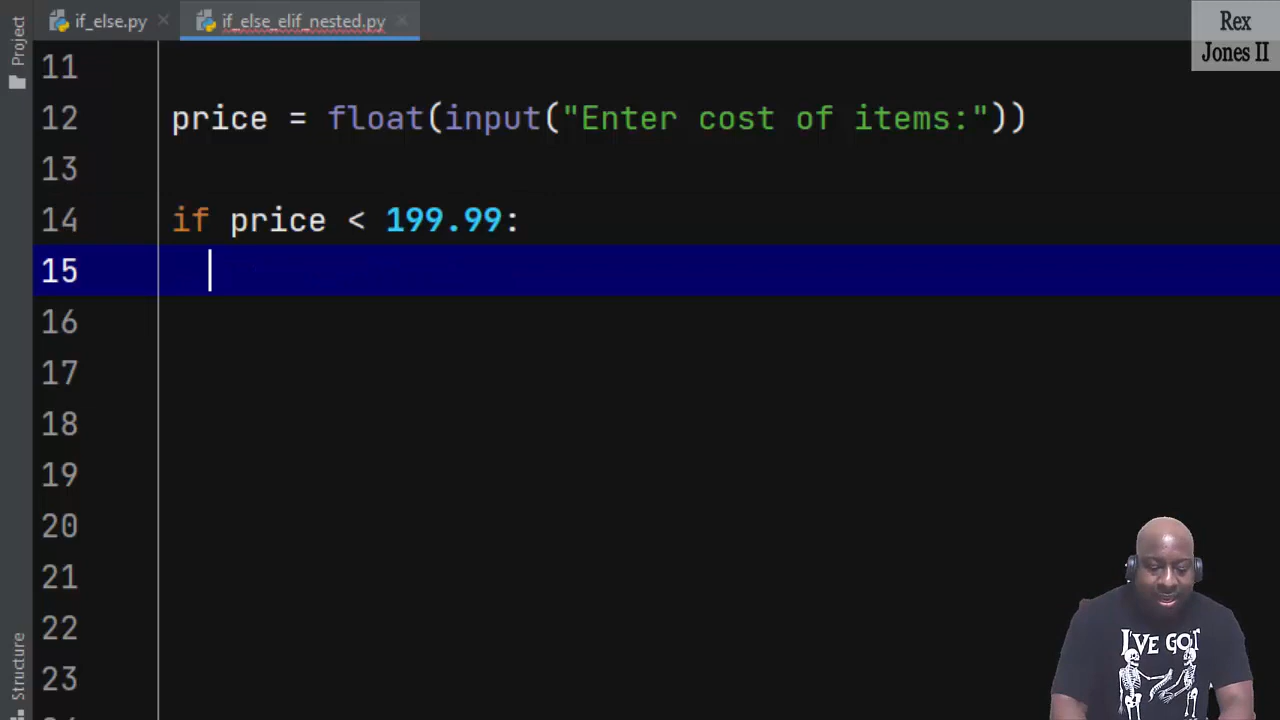 if_else.py
if_else_elif_nested.py
Rex
Jones II
Project
11
12 price = float(input("Enter cost of items:"))
13
14 if price < 199.99:
15
16
17
18
19
20
21
22
23
Structure
I'VE GOT